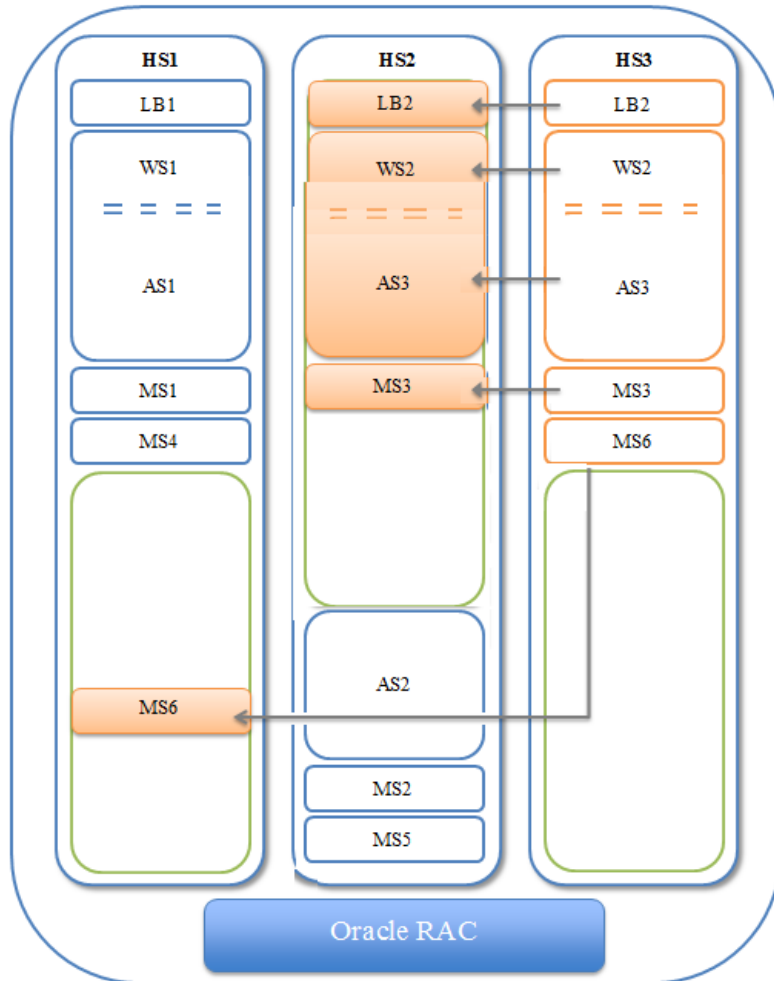 HS1
LB1
WS1
AS1
MS1
MS4
MS6
HS2
LB2
WS2
AS3
MS3
AS2
MS2
MS5
HS3
LB2
WS2
AS3
MS3
MS6
Oracle RAC